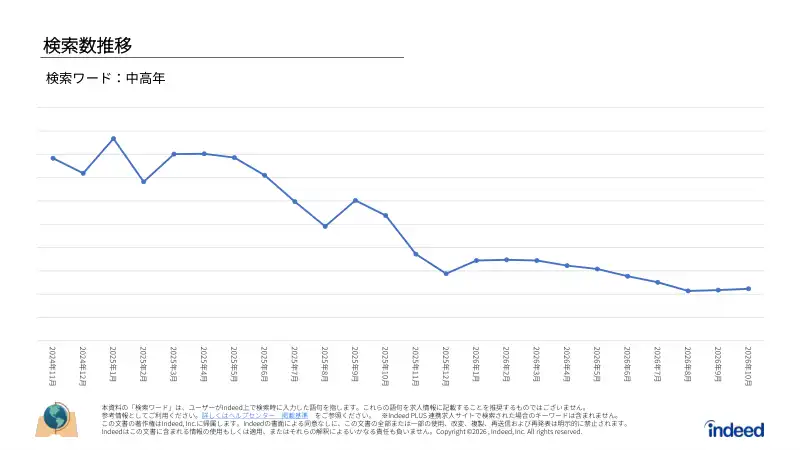 検索数推移
検索ワード：中高年
2024年11月
2024年12月
2025年1月
2025年2月
2025年3月
2025年4月
2025年5月
2025年6月
2025年7月
2025年8月
2025年9月
2025年10月
2025年11月
2025年12月
2026年1月
2026年2月
2026年3月
2026年4月
2026年5月
2026年6月
2026年7月
2026年8月
2026年9月
2026年10月
本資料の「検索ワード」は、ユーザーがIndeed上で検索時に入力した語句を指します。これらの語句を求人情報に記載することを推奨するものではございません。
参考情報としてご利用ください。詳しくはヘルプセンター 掲載基準 をご参照ください。 ※Indeed PLUS 連携求人サイトで検索された場合のキーワードは含まれません。
この文書の著作権はIndeed, Inc.に帰属します。Indeedの書面による同意なしに、この文書の全部または一部の使用、改変、複製、再送信および再発表は明示的に禁止されます。
Indeedはこの文書に含まれる情報の使用もしくは適用、またはそれらの解釈によるいかなる責任も負いません。Copyright ©2026 , Indeed, Inc. All rights reserved.
indeed